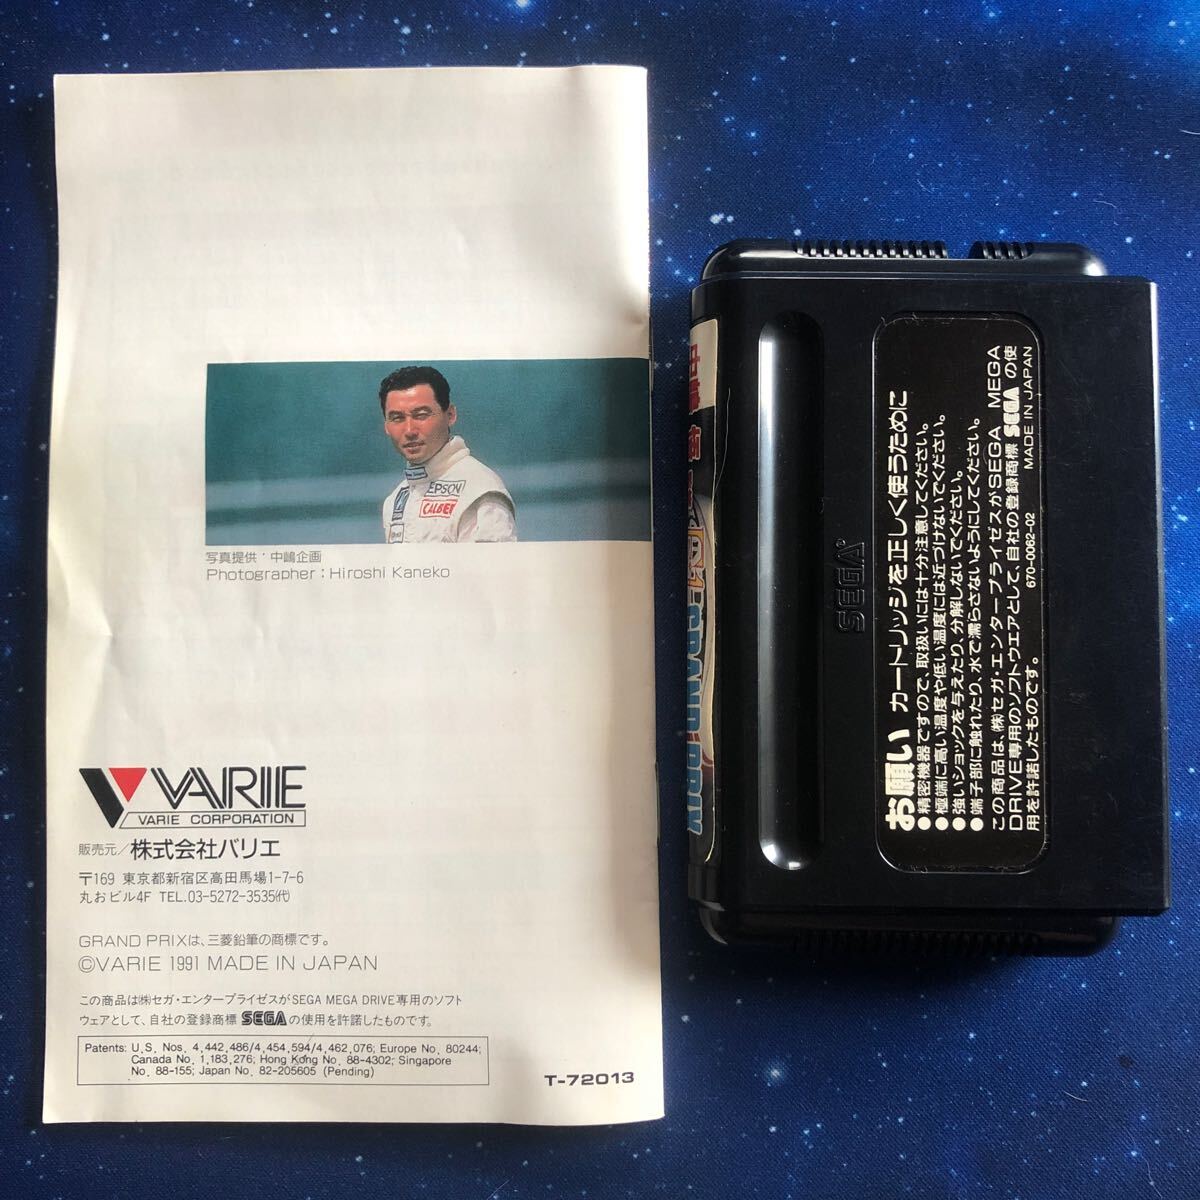 EPSON
CALBEE
写真提供：中嶋企画
Photographer : Hiroshi Kaneko
VARIE
VARIE CORPORATION
販売元／株式会社バリエ
〒169 東京都新宿区高田馬場1-7-6
丸おビル4F TEL.03-5272-3535㈹
GRAND PRIXは、三菱鉛筆の商標です。
©VARIE 1991 MADE IN JAPAN
この商品は㈱セガ・エンタープライゼスがSEGA MEGA DRIVE専用のソフト
ウェアとして、自社の登録商標 SEGA の使用を許諾したものです。
Patents: U.S. Nos. 4,442,486/4,454,594/4,462,076; Europe No. 80244;
Canada No. 1,183,276; Hong Kong No. 88-4302; Singapore
No. 88-155; Japan No. 82-205605 (Pending)
T-72013
GRAND PRIX
SEGA
お願い カートリッジを正しく使うために
●精密機器ですので、取扱いには十分注意してください。
●極端に高い温度や低い温度には近づけないでください。
●強いショックを与えたり、分解しないでください。
●端子部に触れたり、水で濡らさないようにしてください。
この商品は、㈱セガ・エンタープライゼスがSEGA MEGA
DRIVE専用のソフトウエアとして、自社の登録商標 SEGA の使
用を許諾したものです。
670-0062-02
MADE IN JAPAN